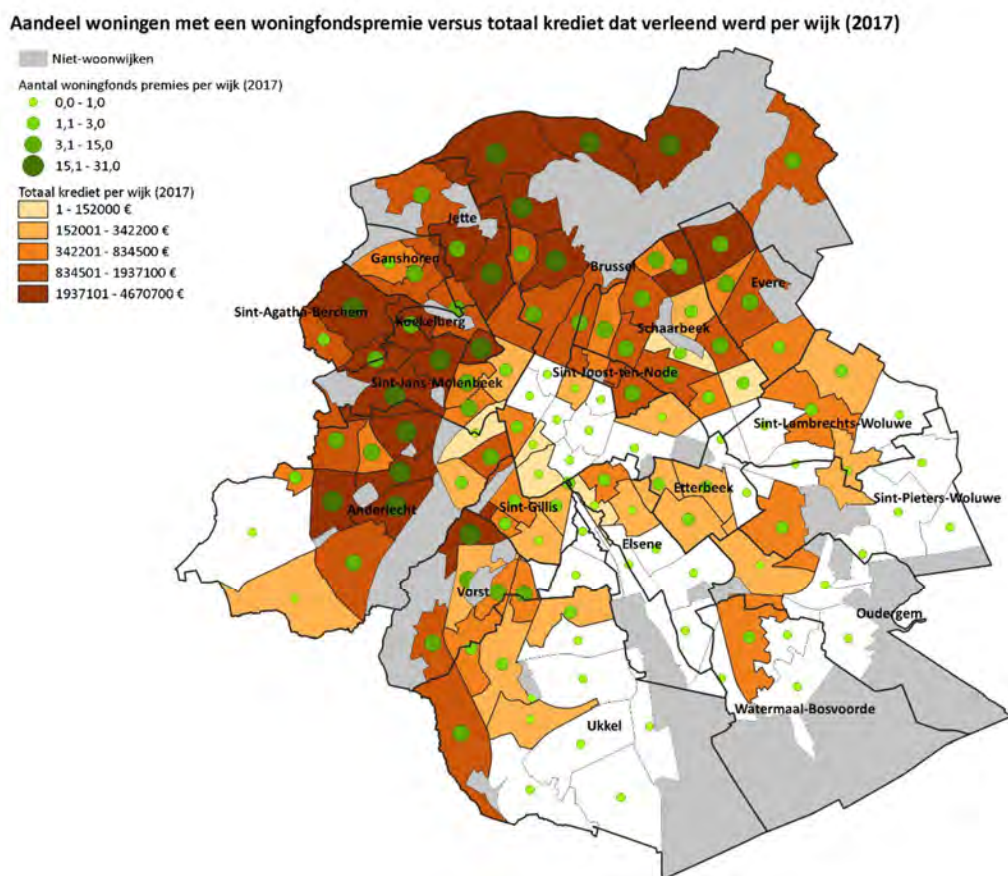 Aandeel woningen met een woningfondspremie versus totaal krediet dat verleend werd per wijk (2017)
Niet-woonwijken
Aantal woningfonds premies per wijk (2017)
0,0 - 1,0
1,1 - 3,0
3,1 - 15,0
15,1 - 31,0
Totaal krediet per wijk (2017)
1 - 152000 €
152001 - 342200 €
342201 - 834500 €
834501 - 1937100 €
1937101 - 4670700 €
Jette
Ganshoren
Brussel
Evere
Sint-Agatha-Berchem
Koekelberg
Schaarbeek
Sint-Jans-Molenbeek
Sint-Joost-ten-Node
Sint-Lambrechts-Woluwe
Etterbeek
Sint-Pieters-Woluwe
Anderlecht
Sint-Gillis
Elsene
Vorst
Oudergem
Watermaal-Bosvoorde
Ukkel